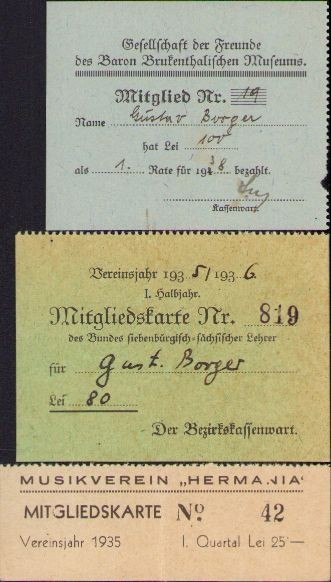 Gesellschaft der Freunde
des Baron Brukenthalischen Museums.
Mitglied Nr. 19
Name Gustav Borger
hat Lei 100
als 1. Rate für 1938 bezahlt.
Kassenwart.
Vereinsjahr 1935/1936
I. Halbjahr.
Mitgliedskarte Nr. 819
des Bundes siebenbürgisch-sächsischer Lehrer
für Gust. Borger
Lei 80
Der Bezirkskassenwart.
MUSIKVEREIN „HERMANIA“
MITGLIEDSKARTE No 42
Vereinsjahr 1935 I. Quartal Lei 25·—